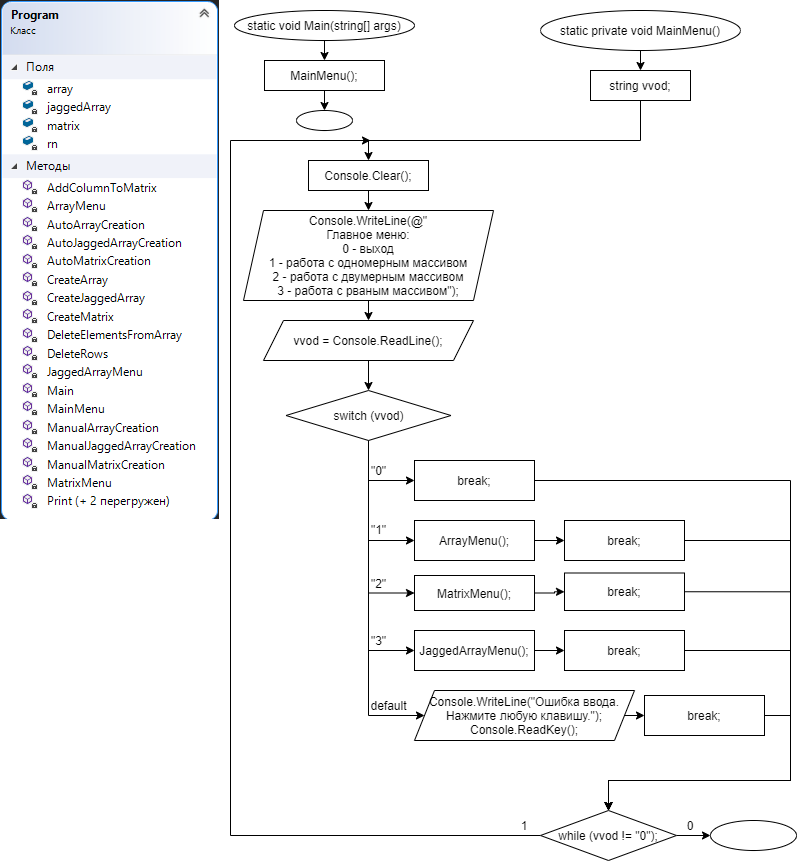 Program
Класс
Поля
array
jaggedArray
matrix
rn
Методы
AddColumnToMatrix
ArrayMenu
AutoArrayCreation
AutoJaggedArrayCreation
AutoMatrixCreation
CreateArray
CreateJaggedArray
CreateMatrix
DeleteElementsFromArray
DeleteRows
JaggedArrayMenu
Main
MainMenu
ManualArrayCreation
ManualJaggedArrayCreation
ManualMatrixCreation
MatrixMenu
Print (+ 2 перегружен)
static void Main(string[] args)
MainMenu();
static private void MainMenu()
string vvod;
Console.Clear();
Console.WriteLine(@"
Главное меню:
0 - выход
1 - работа с одномерным массивом
2 - работа с двумерным массивом
3 - работа с рваным массивом");
vvod = Console.ReadLine();
switch (vvod)
"0"
break;
"1"
ArrayMenu();
break;
"2"
MatrixMenu();
break;
"3"
JaggedArrayMenu();
break;
default
Console.WriteLine("Ошибка ввода.
Нажмите любую клавишу.");
Console.ReadKey();
break;
1
while (vvod != "0");
0